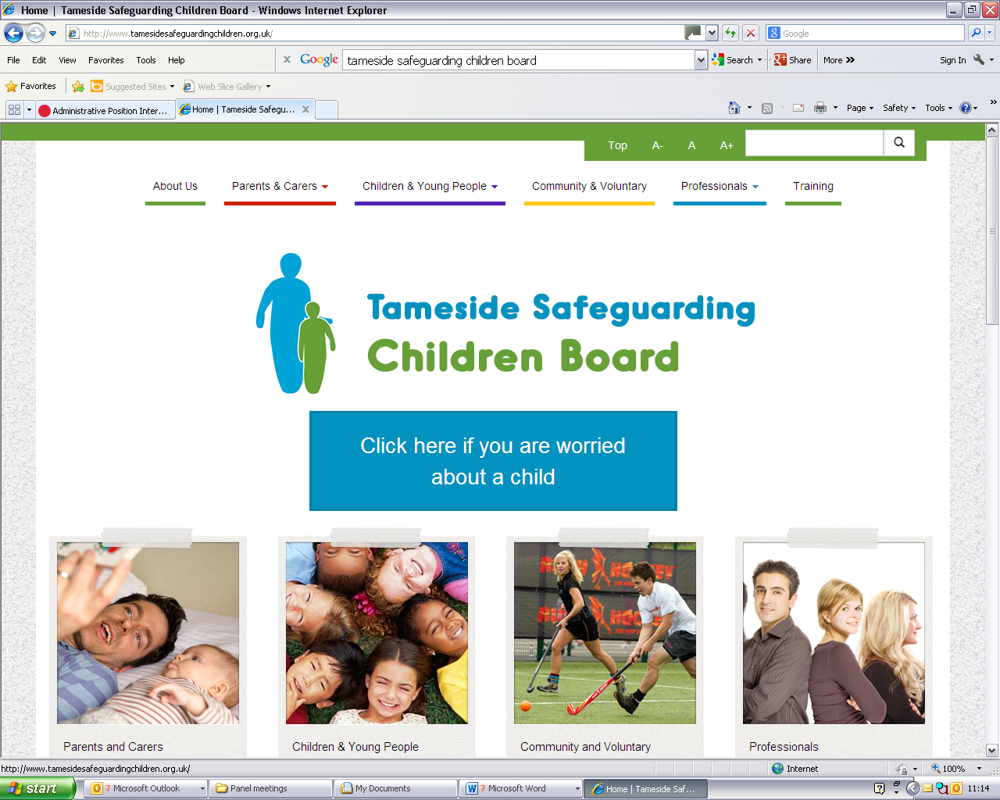 Home | Tameside Safeguarding Children Board - Windows Internet Explorer
http://www.tamesidesafeguardingchildren.org.uk/
Google
File Edit View Favorites Tools Help
x Google tameside safeguarding children board Search Share More Sign In
Favorites Suggested Sites Web Slice Gallery
Administrative Position Inter... Home | Tameside Safegu... Page Safety Tools
Top A- A A+
About Us Parents & Carers Children & Young People Community & Voluntary Professionals Training
Tameside Safeguarding
Children Board
Click here if you are worried
about a child
Parents and Carers Children & Young People Community and Voluntary Professionals
http://www.tamesidesafeguardingchildren.org.uk/ Internet 100%
start 7 Microsoft Outlook Panel meetings My Documents 7 Microsoft Word Home | Tameside Saf... 11:14